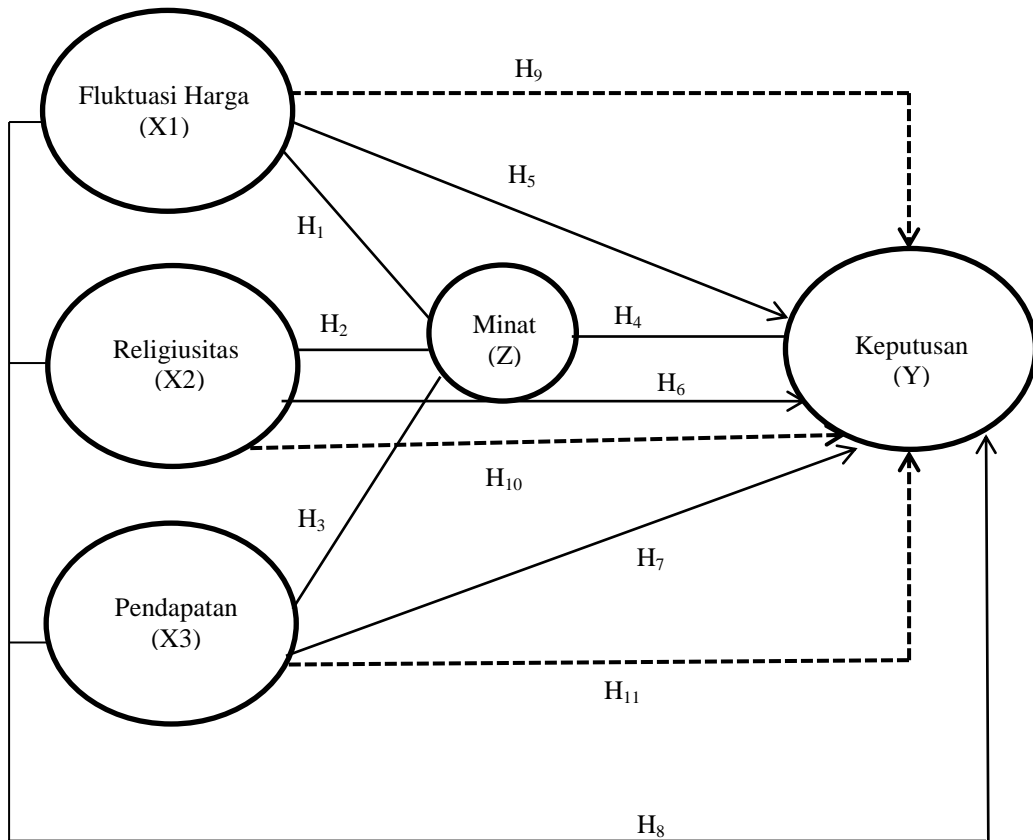 H₉
Fluktuasi Harga
(X1)
H₅
H₁
Religiusitas
(X2)
H₂
Minat
(Z)
H₄
Keputusan
(Y)
H₆
H₁₀
H₃
Pendapatan
(X3)
H₇
H₁₁
H₈